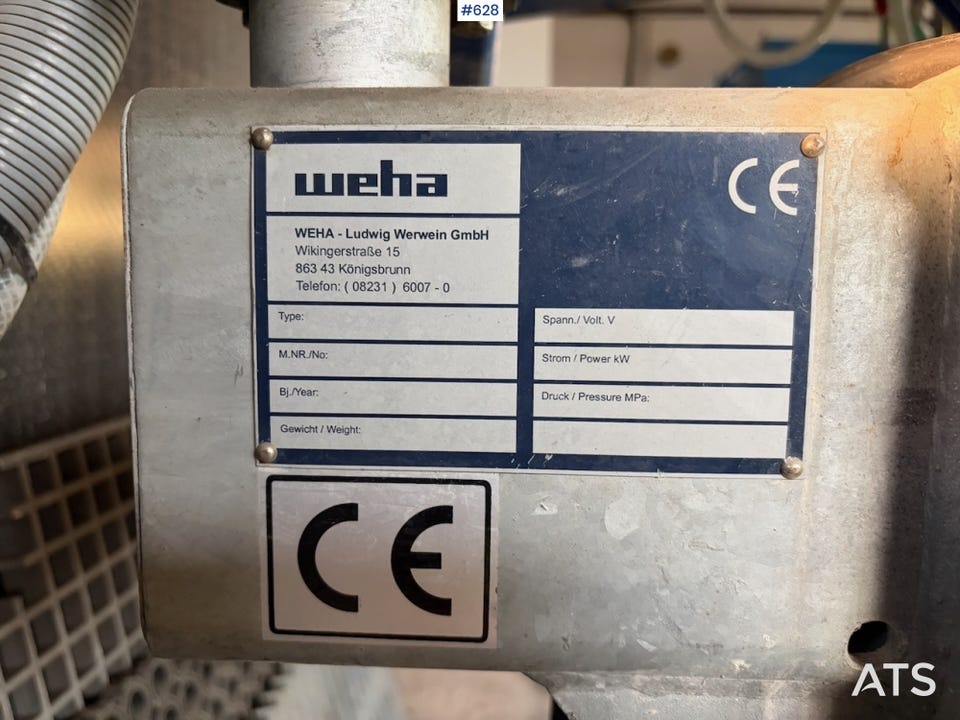 #628
weha
CE
WEHA - Ludwig Werwein GmbH
Wikingerstraße 15
863 43 Königsbrunn
Telefon: ( 08231 ) 6007 - 0
Type:
M.NR./No:
Bj./Year:
Gewicht / Weight:
Spann./ Volt. V
Strom / Power kW
Druck / Pressure MPa:
CE
ATS